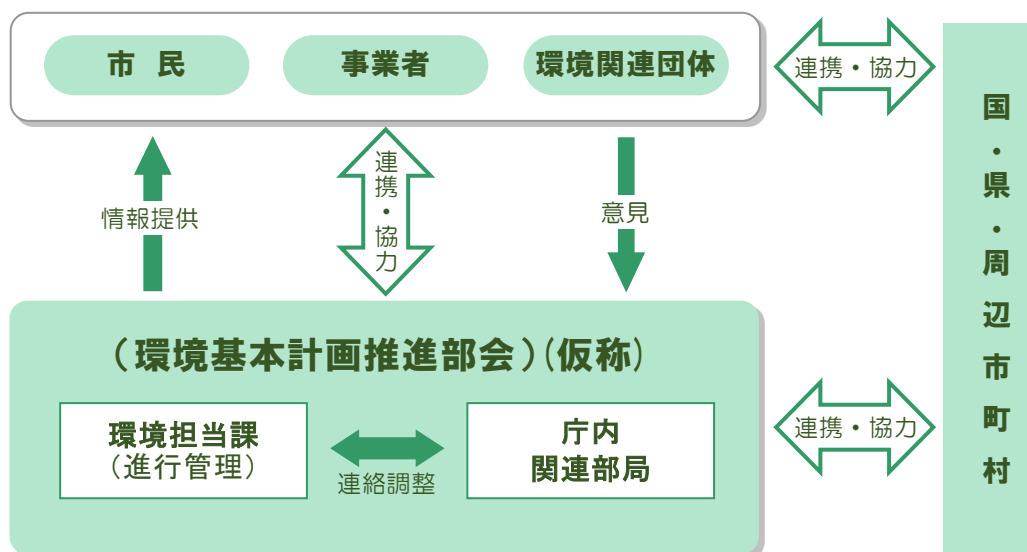 市 民
事業者
環境関連団体
連携・協力
情報提供
連携・協力
意見
国・県・周辺市町村
（環境基本計画推進部会）(仮称)
環境担当課
（進行管理）
連絡調整
庁内
関連部局
連携・協力